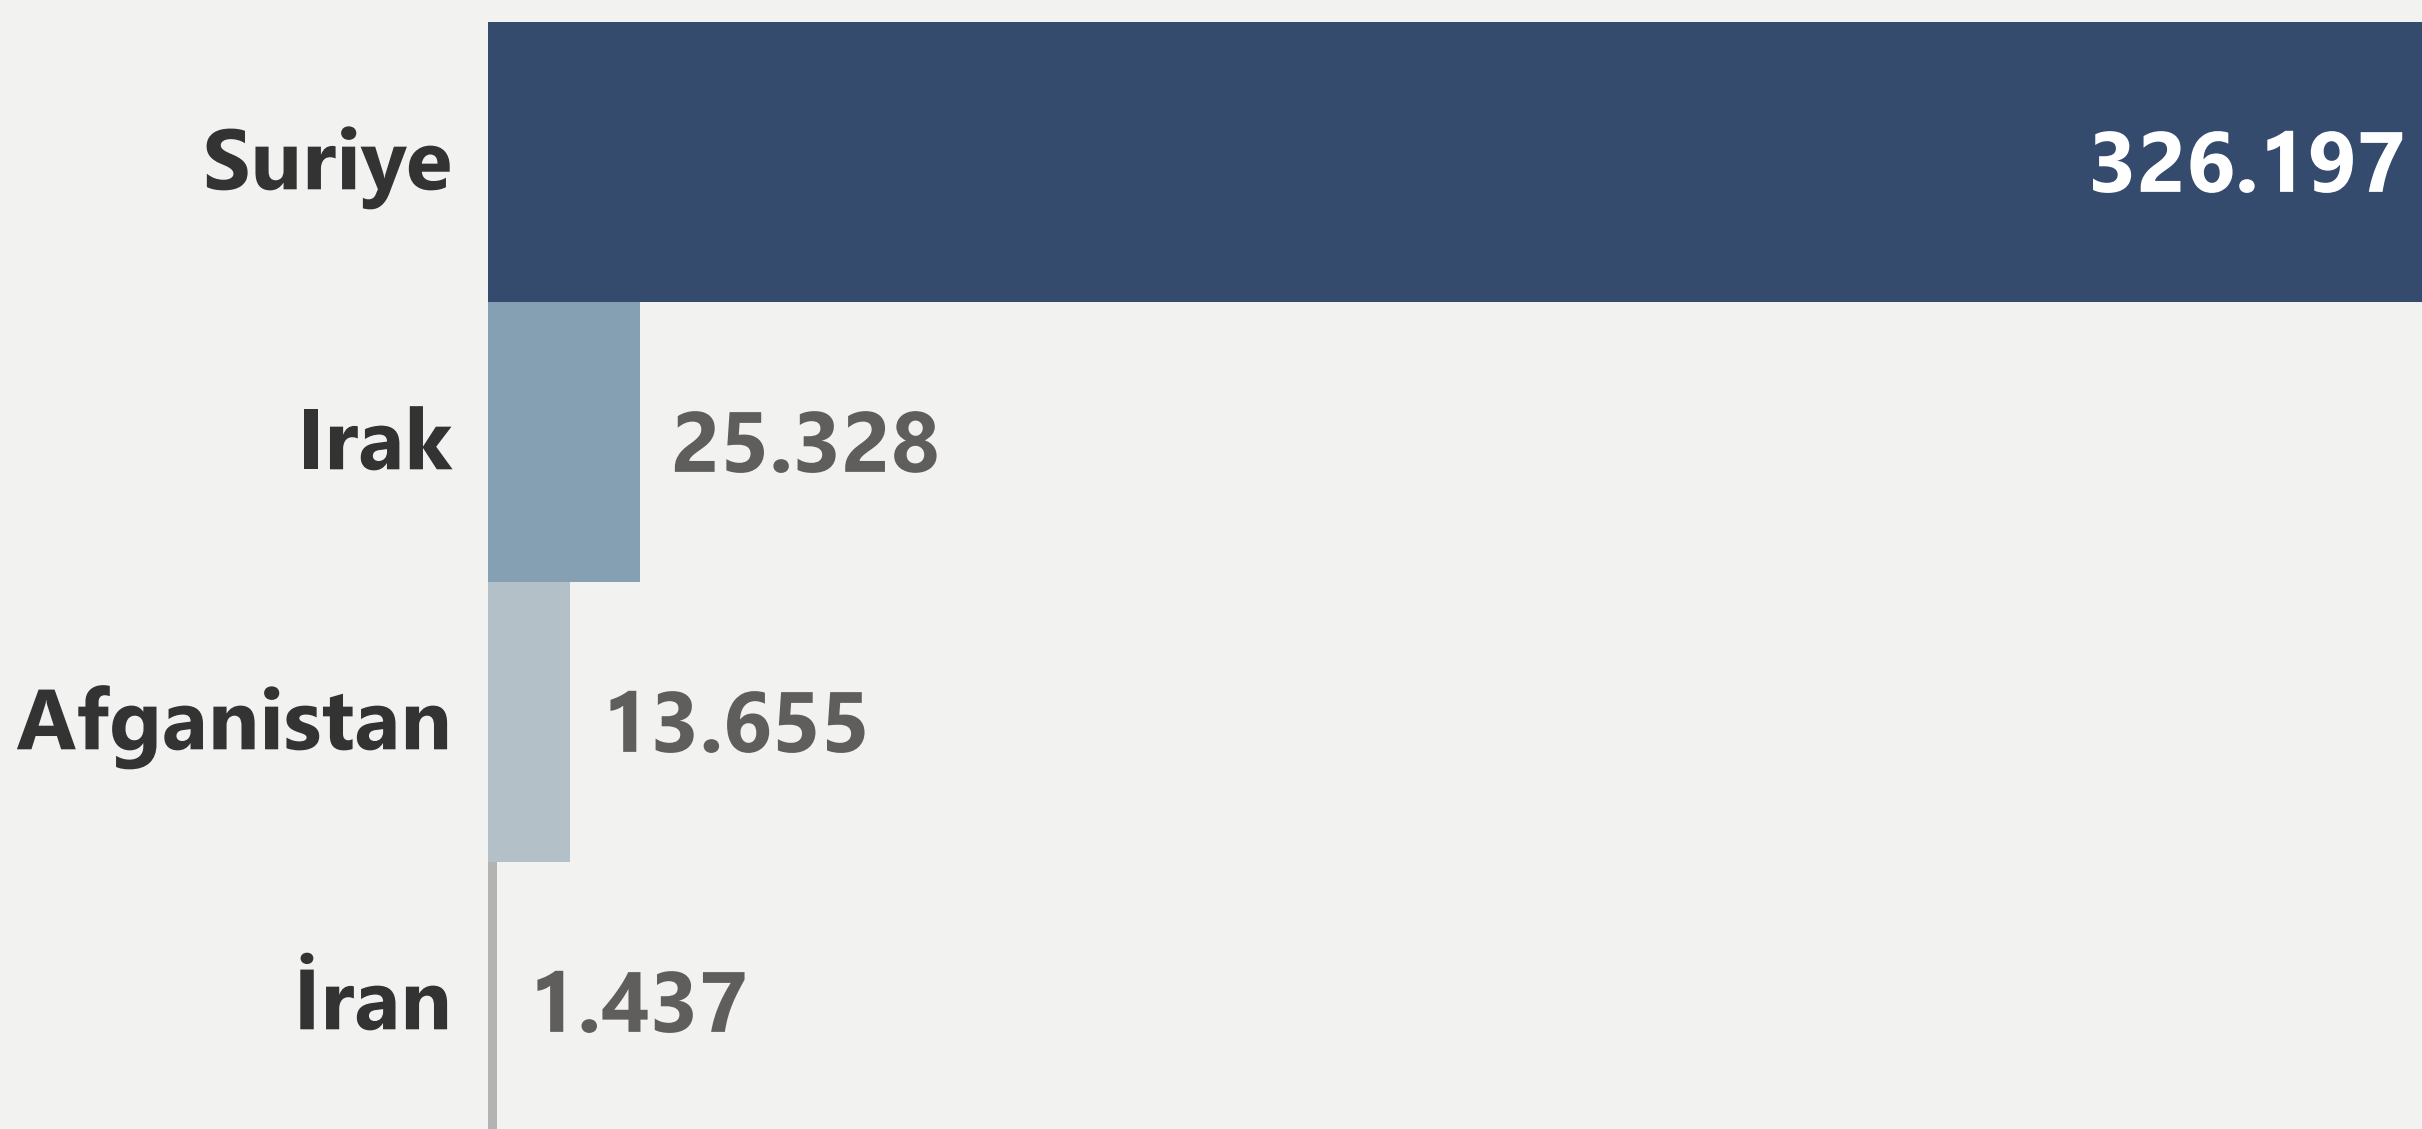 Suriye 326.197
Irak 25.328
Afganistan 13.655
İran 1.437